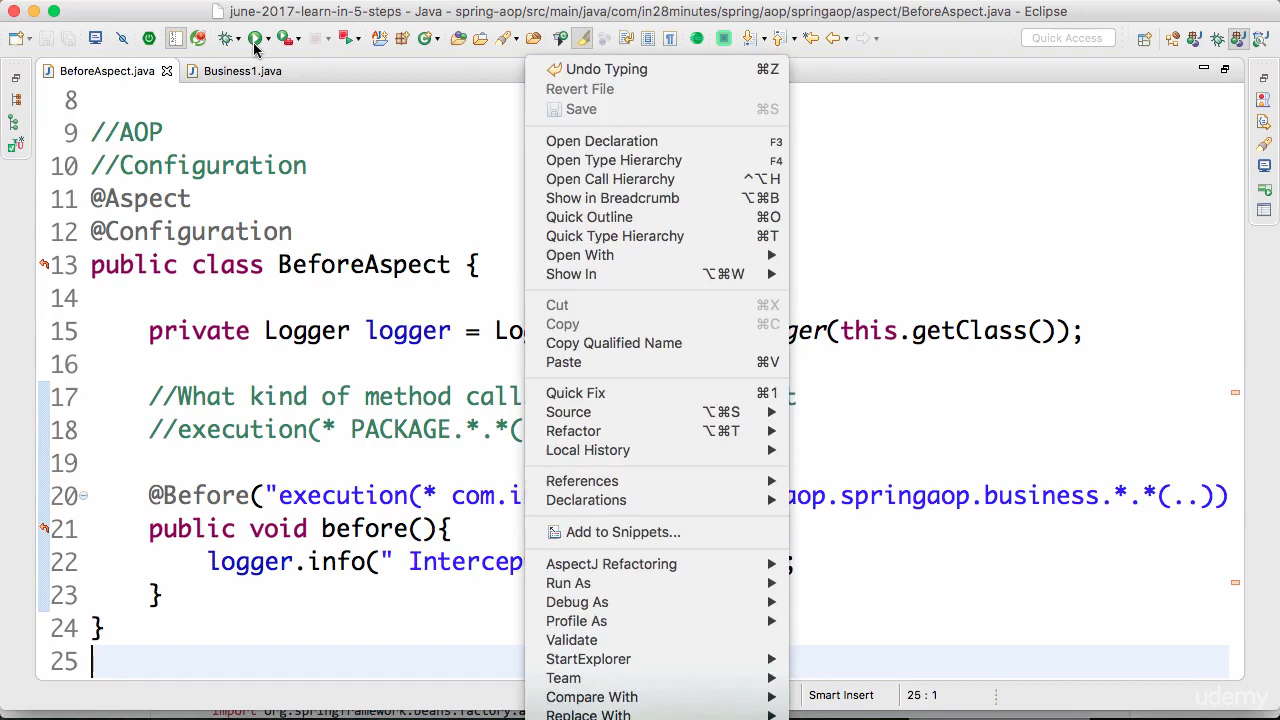 june-2017-learn-in-5-steps - Java - spring-aop/src/main/java/com/in28minutes/spring/aop/springaop/aspect/BeforeAspect.java - Eclipse
Quick Access
BeforeAspect.java
Business1.java
8
9 //AOP
10 //Configuration
11 @Aspect
12 @Configuration
13 public class BeforeAspect {
14
15 private Logger logger = Lo ger(this.getClass());
16
17 //What kind of method call
18 //execution(* PACKAGE.*.*(
19
20 @Before("execution(* com.i aop.springaop.business.*.*(..))
21 public void before(){
22 logger.info(" Intercep ;
23 }
24 }
25
Undo Typing ⌘Z
Revert File
Save ⌘S
Open Declaration F3
Open Type Hierarchy F4
Open Call Hierarchy ^⌥H
Show in Breadcrumb ⌥⌘B
Quick Outline ⌘O
Quick Type Hierarchy ⌘T
Open With
Show In ⌥⌘W
Cut ⌘X
Copy ⌘C
Copy Qualified Name
Paste ⌘V
Quick Fix ⌘1
Source ⌥⌘S
Refactor ⌥⌘T
Local History
References
Declarations
Add to Snippets...
AspectJ Refactoring
Run As
Debug As
Profile As
Validate
StartExplorer
Team
Compare With
Replace With
Smart Insert
25 : 1
udemy